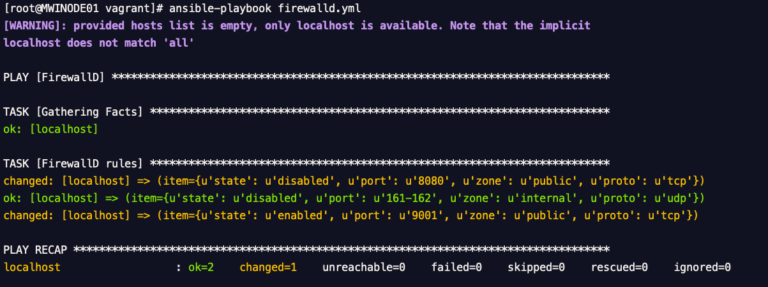 [root@MWINODE01 vagrant]# ansible-playbook firewalld.yml
[WARNING]: provided hosts list is empty, only localhost is available. Note that the implicit
localhost does not match 'all'
PLAY [FirewallD] *****************************************************************************
TASK [Gathering Facts] ***********************************************************************
ok: [localhost]
TASK [FirewallD rules] ***********************************************************************
changed: [localhost] => (item={u'state': u'disabled', u'port': u'8080', u'zone': u'public', u'proto': u'tcp'})
ok: [localhost] => (item={u'state': u'disabled', u'port': u'161-162', u'zone': u'internal', u'proto': u'udp'})
changed: [localhost] => (item={u'state': u'enabled', u'port': u'9001', u'zone': u'public', u'proto': u'tcp'})
PLAY RECAP ***********************************************************************************
localhost                  : ok=2    changed=1    unreachable=0    failed=0    skipped=0    rescued=0    ignored=0